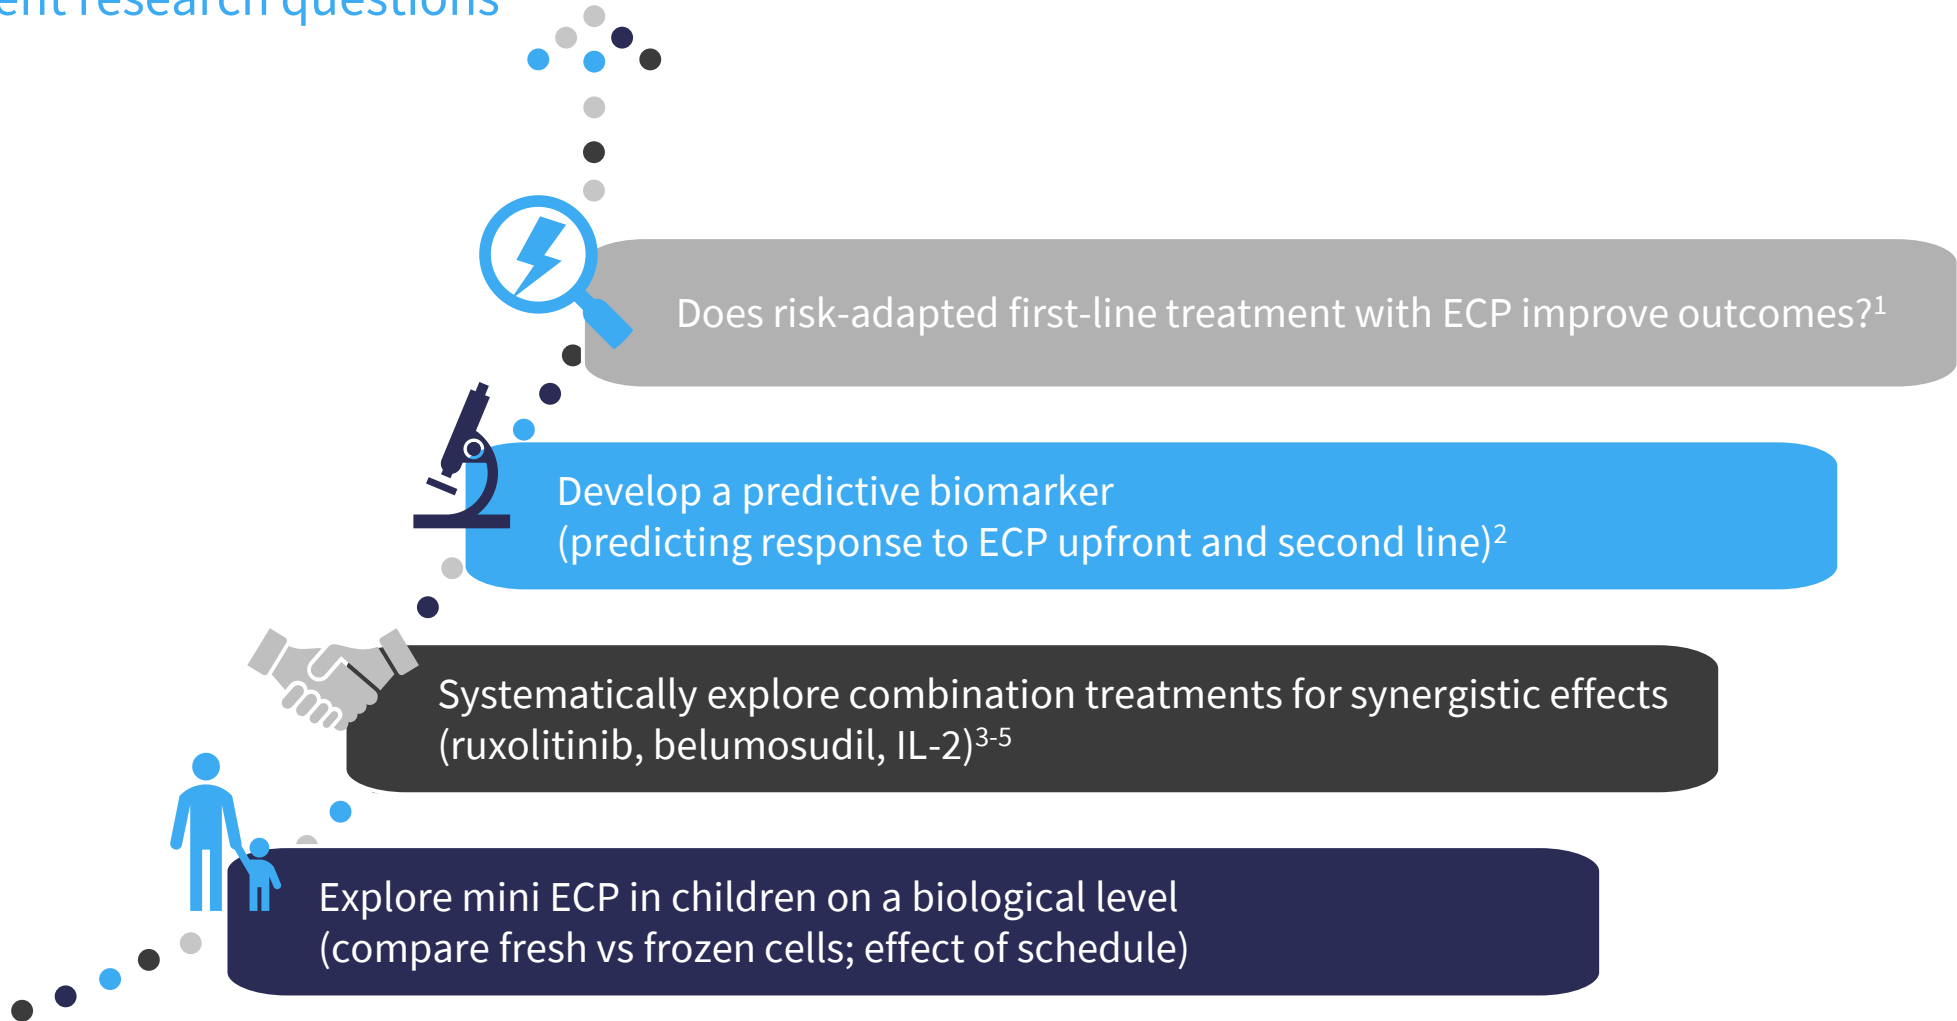 research questions
Does risk-adapted first-line treatment with ECP improve outcomes?¹
Develop a predictive biomarker
(predicting response to ECP upfront and second line)²
Systematically explore combination treatments for synergistic effects
(ruxolitinib, belumosudil, IL-2)³⁻⁵
Explore mini ECP in children on a biological level
(compare fresh vs frozen cells; effect of schedule)